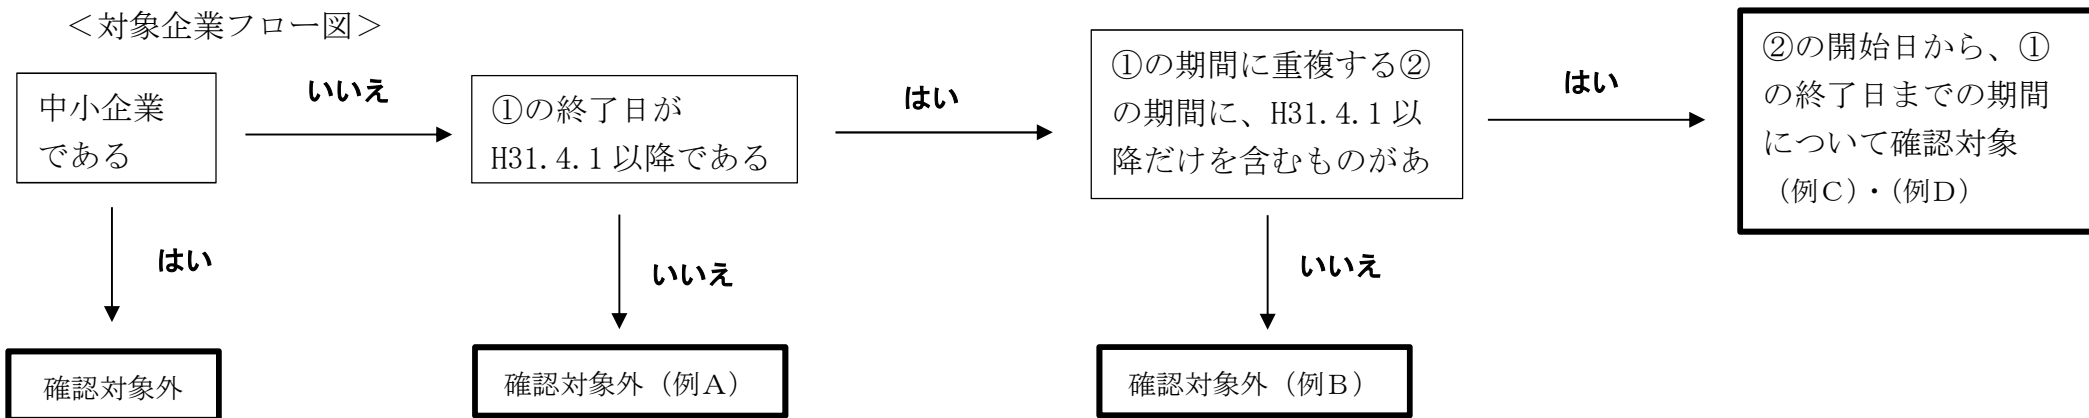 ＜対象企業フロー図＞
中小企業
である
いいえ
はい
確認対象外
①の終了日が
H31.4.1 以降である
はい
いいえ
確認対象外（例Ａ）
①の期間に重複する②
の期間に、H31.4.1 以
降だけを含むものがあ
はい
いいえ
確認対象外（例Ｂ）
②の開始日から、①
の終了日までの期間
について確認対象
（例Ｃ）・（例Ｄ）